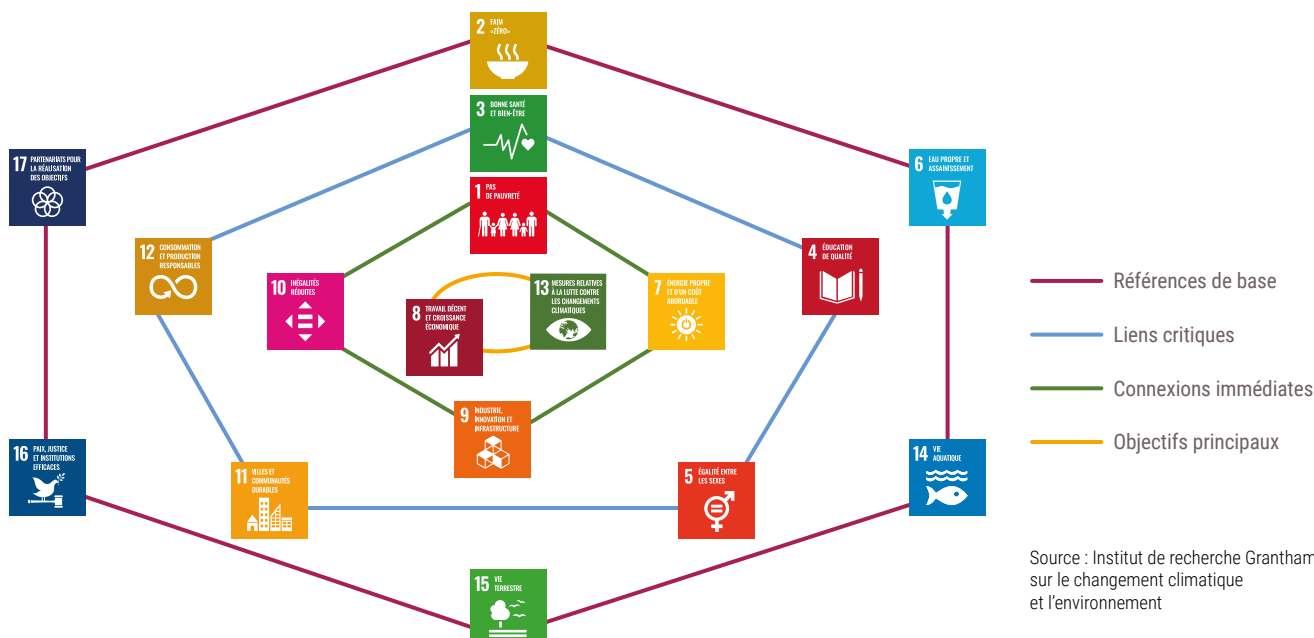 2 FAIM
«ZÉRO»
3 BONNE SANTÉ
ET BIEN-ÊTRE
17 PARTENARIATS POUR
LA RÉALISATION
DES OBJECTIFS
6 EAU PROPRE ET
ASSAINISSEMENT
1 PAS
DE PAUVRETÉ
12 CONSOMMATION
ET PRODUCTION
RESPONSABLES
4 ÉDUCATION
DE QUALITÉ
10 INÉGALITÉS
RÉDUITES
13 MESURES RELATIVES
À LA LUTTE CONTRE
LES CHANGEMENTS
CLIMATIQUES
7 ÉNERGIE PROPRE
ET D'UN COÛT
ABORDABLE
8 TRAVAIL DÉCENT
ET CROISSANCE
ÉCONOMIQUE
9 INDUSTRIE,
INNOVATION ET
INFRASTRUCTURE
16 PAIX, JUSTICE
ET INSTITUTIONS
EFFICACES
11 VILLES ET
COMMUNAUTÉS
DURABLES
5 ÉGALITÉ ENTRE
LES SEXES
14 VIE
AQUATIQUE
15 VIE
TERRESTRE
Références de base
Liens critiques
Connexions immédiates
Objectifs principaux
Source : Institut de recherche Grantham
sur le changement climatique
et l'environnement